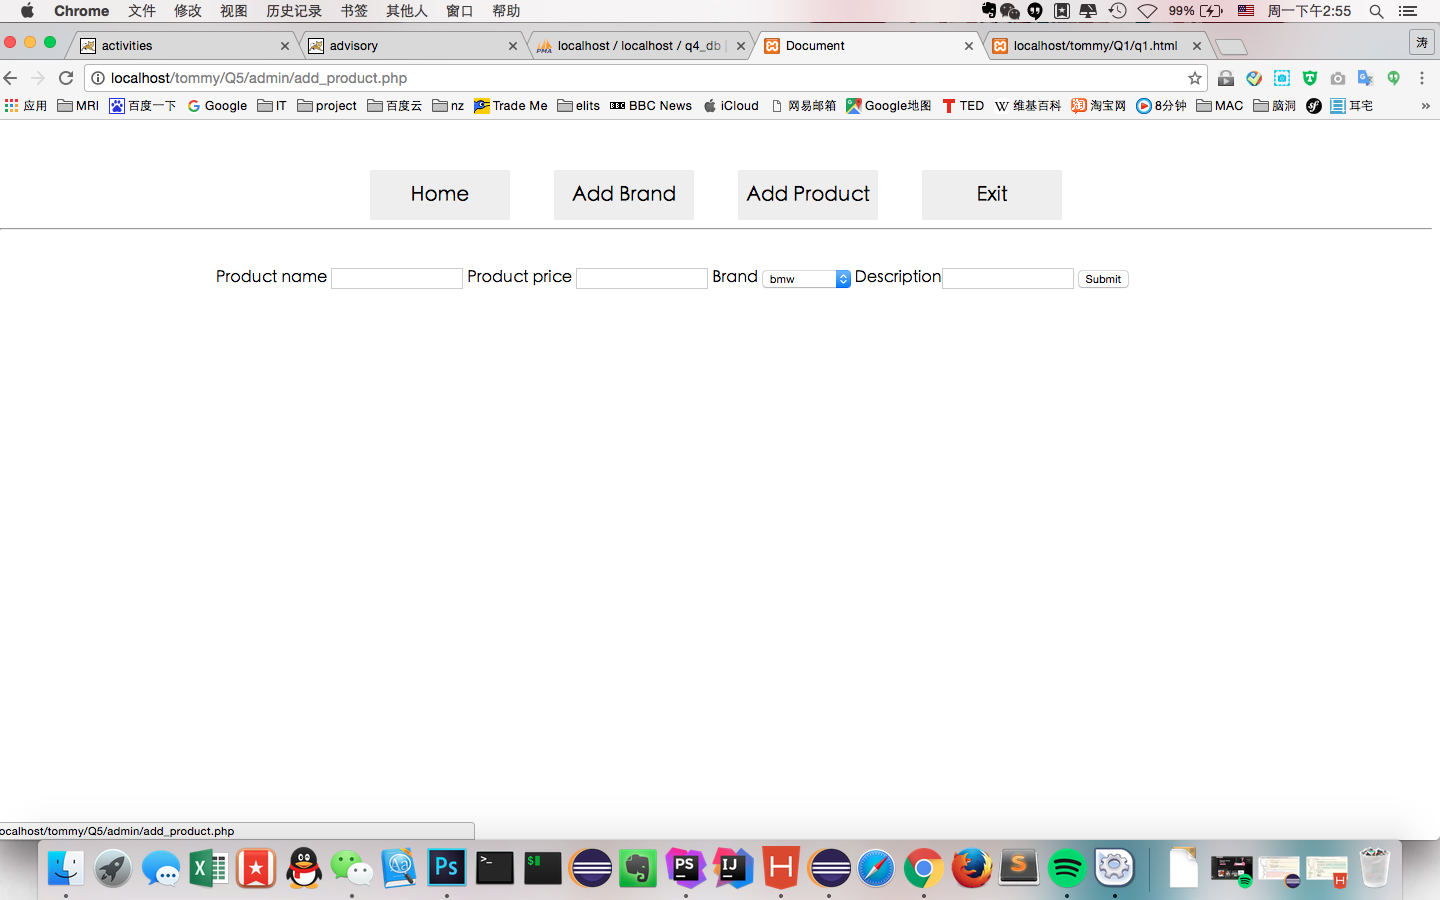 Chrome 文件 修改 视图 历史记录 书签 其他人 窗口 帮助 99% 周一下午2:55
activities advisory localhost / localhost / q4_db Document localhost/tommy/Q1/q1.html 涛
localhost/tommy/Q5/admin/add_product.php
应用 MRI 百度一下 Google IT project 百度云 nz Trade Me elits BBC BBC News iCloud 网易邮箱 Google地图 TED W 维基百科 淘 淘宝网 8分钟 MAC 脑洞 耳宅 »
Home Add Brand Add Product Exit
Product name Product price Brand bmw Description Submit
ocalhost/tommy/Q5/admin/add_product.php
Ps >_ $ PS IJ H S